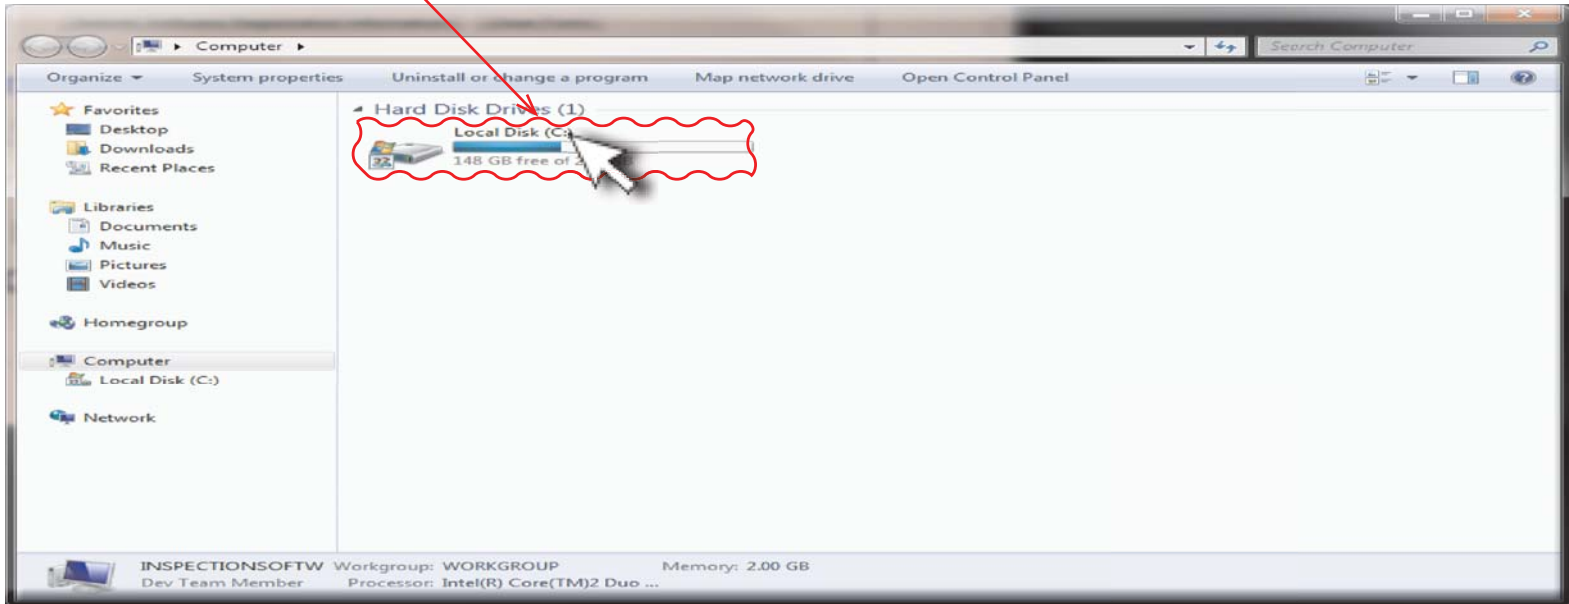 Computer
Search Computer
Organize
System properties
Uninstall or change a program
Map network drive
Open Control Panel
Favorites
Desktop
Downloads
Recent Places
Libraries
Documents
Music
Pictures
Videos
Homegroup
Computer
Local Disk (C:)
Network
Hard Disk Drives (1)
Local Disk (C:
148 GB free of 2
INSPECTIONSOFTW Workgroup: WORKGROUP Memory: 2.00 GB
Dev Team Member Processor: Intel(R) Core(TM)2 Duo ...